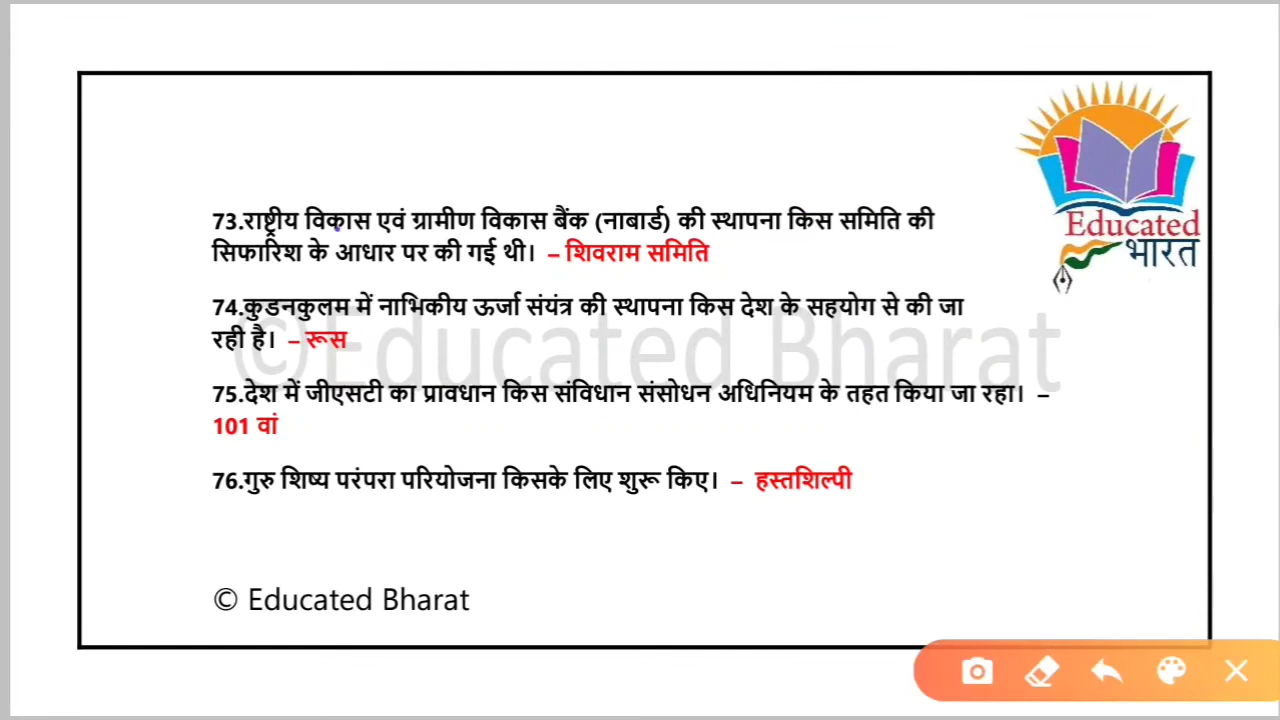 73.राष्ट्रीय विकास एवं ग्रामीण विकास बैंक (नाबार्ड) की स्थापना किस समिति की
सिफारिश के आधार पर की गई थी। – शिवराम समिति
74.कुडनकुलम में नाभिकीय ऊर्जा संयंत्र की स्थापना किस देश के सहयोग से की जा
रही है। – रूस
75.देश में जीएसटी का प्रावधान किस संविधान संसोधन अधिनियम के तहत किया जा रहा। –
101 वां
76.गुरु शिष्य परंपरा परियोजना किसके लिए शुरू किए। – हस्तशिल्पी
© Educated Bharat
©Educated Bharat
Educated
भारत